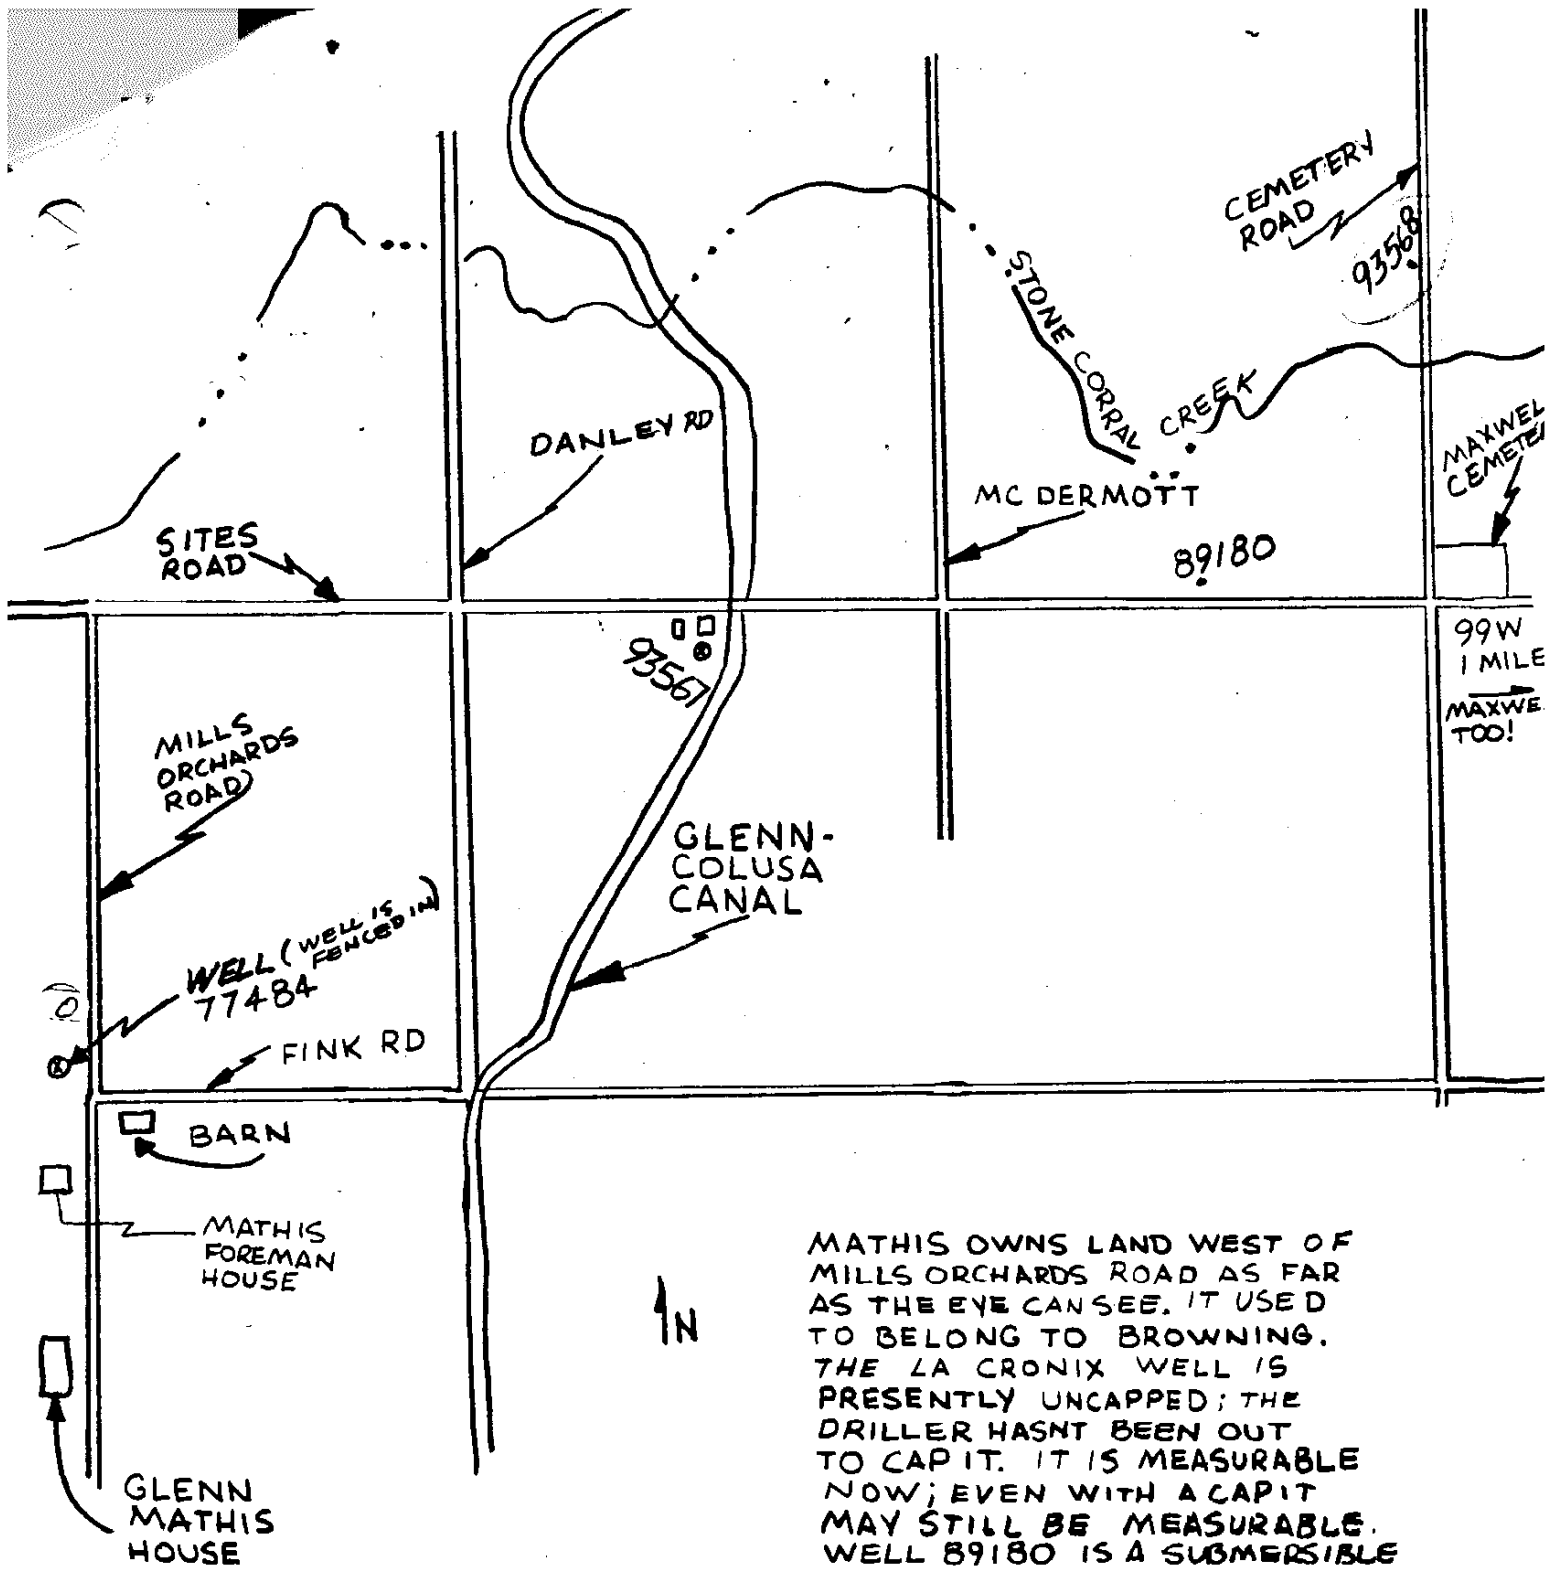 CEMETERY
ROAD
93568
STONE CORRAL
CREEK
DANLEY RD
MAXWEL
CEMETE
MC DERMOTT
SITES
ROAD
89180
93567
99W
1 MILE
MAXWE
TOO!
MILLS
ORCHARDS
ROAD
GLENN-
COLUSA
CANAL
WELL (WELL IS
FENCED IN)
77484
FINK RD
BARN
MATHIS
FOREMAN
HOUSE
N
GLENN
MATHIS
HOUSE
MATHIS OWNS LAND WEST OF
MILLS ORCHARDS ROAD AS FAR
AS THE EYE CAN SEE. IT USED
TO BELONG TO BROWNING.
THE LA CRONIX WELL IS
PRESENTLY UNCAPPED; THE
DRILLER HASNT BEEN OUT
TO CAP IT. IT IS MEASURABLE
NOW; EVEN WITH A CAP IT
MAY STILL BE MEASURABLE.
WELL 89180 IS A SUBMERSIBLE